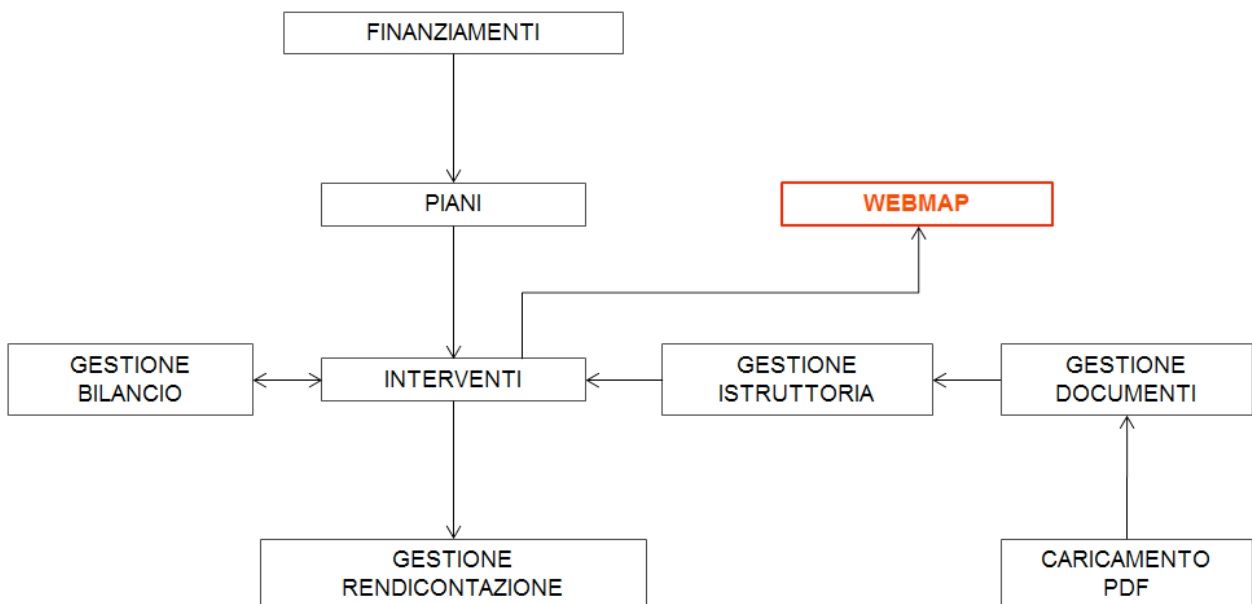 FINANZIAMENTI
PIANI
WEBMAP
GESTIONE
BILANCIO
INTERVENTI
GESTIONE
ISTRUTTORIA
GESTIONE
DOCUMENTI
GESTIONE
RENDICONTAZIONE
CARICAMENTO
PDF